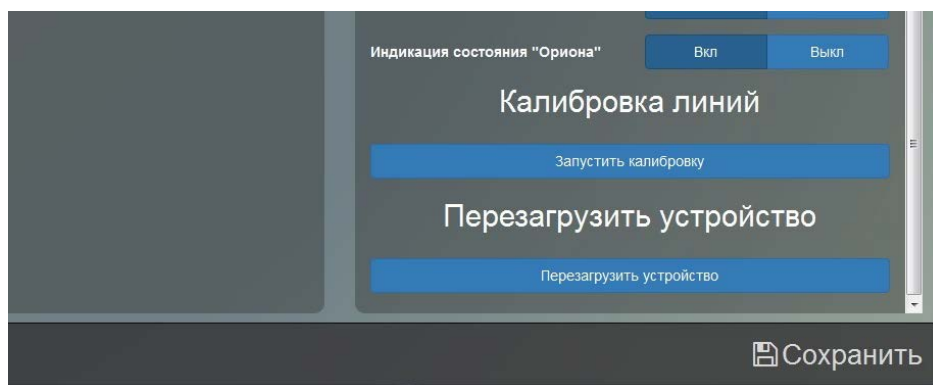 Индикация состояния "Ориона" Вкл Выкл
Калибровка линий
Запустить калибровку
Перезагрузить устройство
Перезагрузить устройство
Сохранить